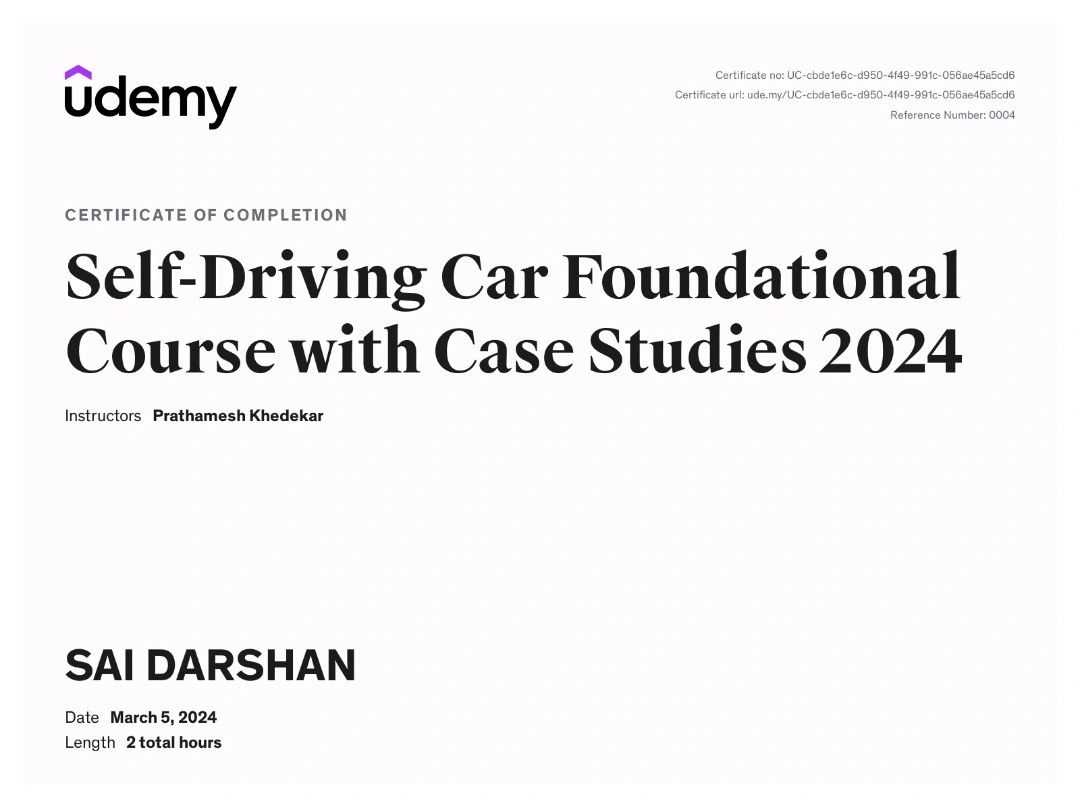 udemy
Certificate no: UC-cbde1e6c-d950-4f49-991c-056ae45a5cd6
Certificate url: ude.my/UC-cbde1e6c-d950-4f49-991c-056ae45a5cd6
Reference Number: 0004
CERTIFICATE OF COMPLETION
Self-Driving Car Foundational
Course with Case Studies 2024
Instructors Prathamesh Khedekar
SAI DARSHAN
Date March 5, 2024
Length 2 total hours